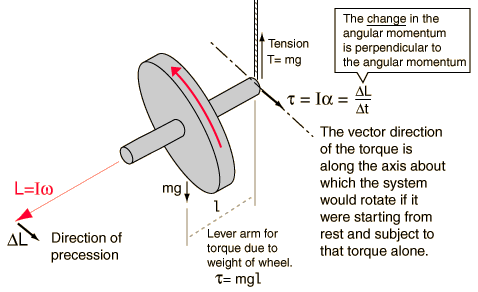 The change in the
angular momentum
is perpendicular to
the angular momentum
Tension
T= mg
τ = Iα = ΔL/Δt
The vector direction
of the torque is
along the axis about
which the system
would rotate if it
were starting from
rest and subject to
that torque alone.
mg
l
L=Iω
ΔL
Direction of
precession
Lever arm for
torque due to
weight of wheel.
τ= mgl